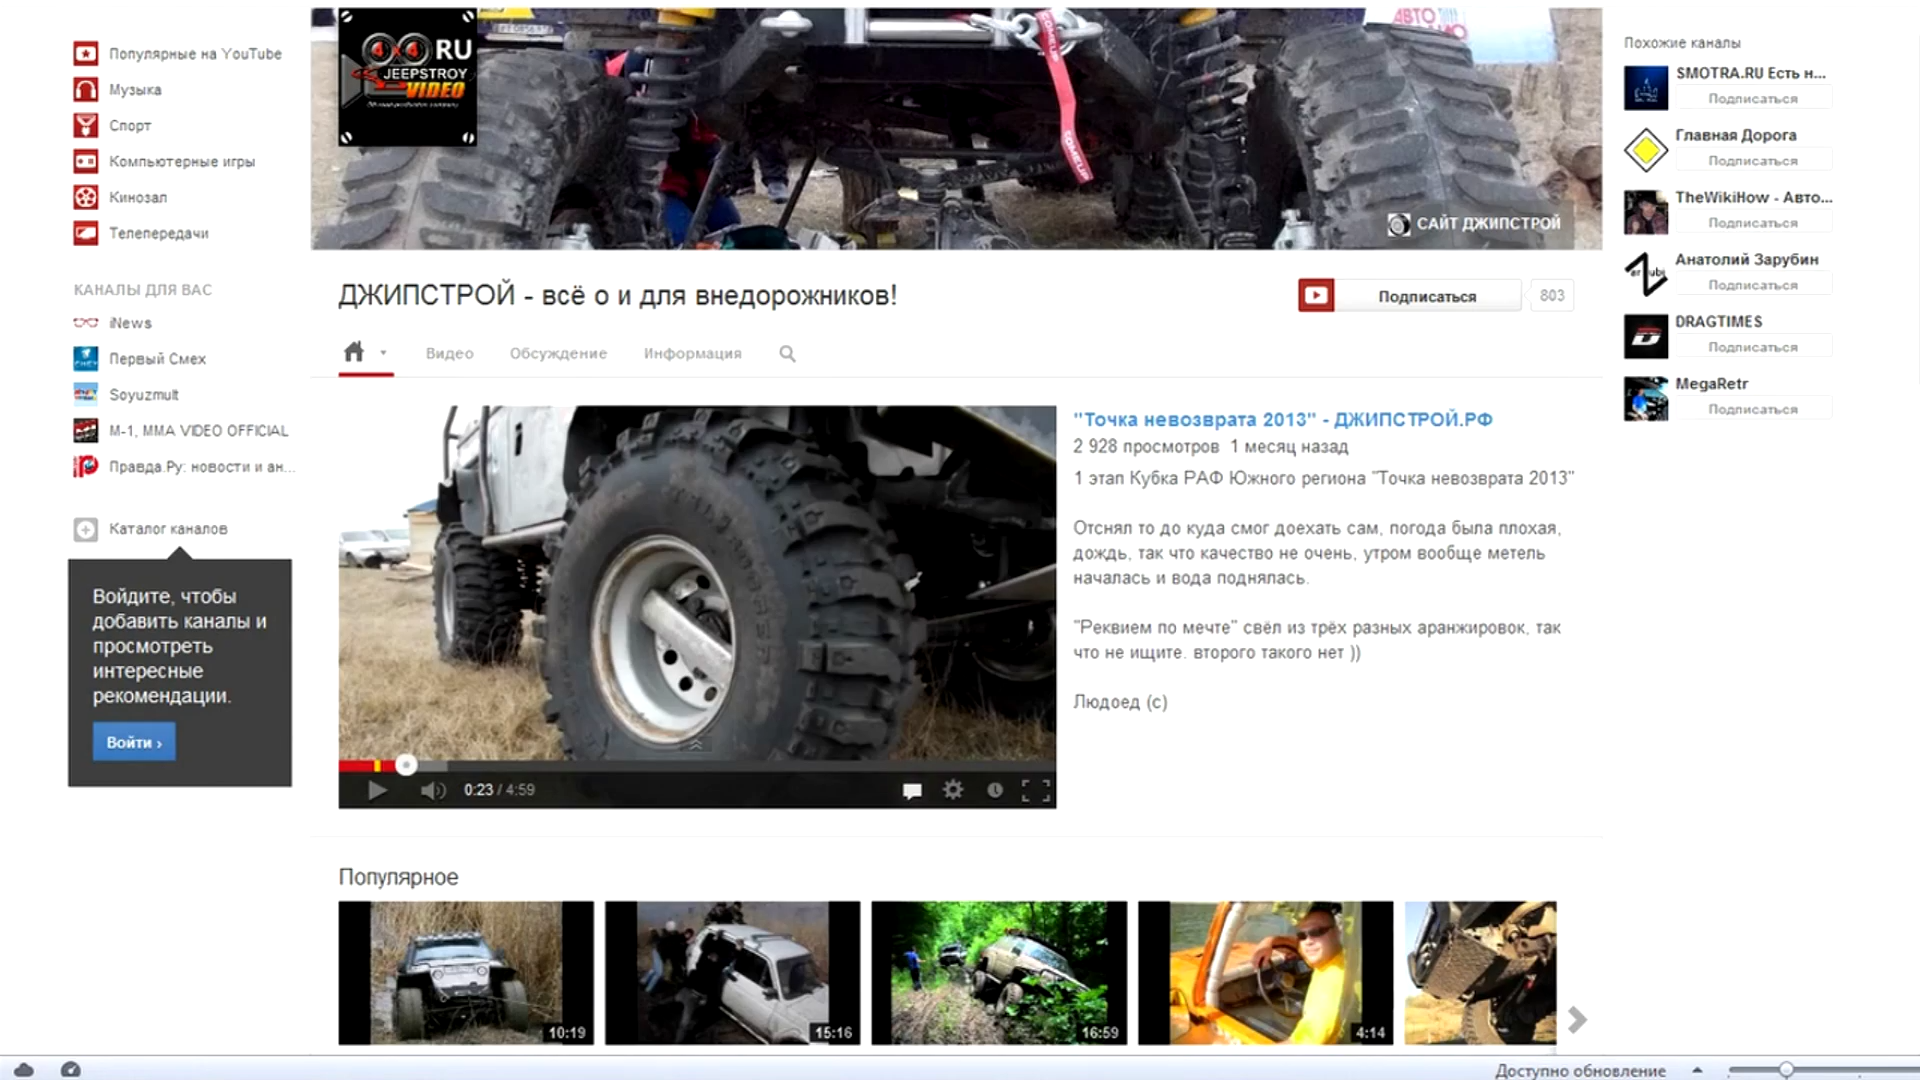 Популярные на YouTube
Музыка
Спорт
Компьютерные игры
Кинозал
Телепередачи
КАНАЛЫ ДЛЯ ВАС
iNews
Первый Смех
Soyuzmult
M-1, MMA VIDEO OFFICIAL
Правда.Ру: новости и ан...
Каталог каналов
Войдите, чтобы
добавить каналы и
просмотреть
интересные
рекомендации.
Войти ›
4x4 RU
JEEPSTROY
VIDEO
COMEUP
COMEUP
АВТО
САЙТ ДЖИПСТРОЙ
ДЖИПСТРОЙ - всё о и для внедорожников!
Подписаться 803
Видео Обсуждение Информация
0:23 / 4:59
"Точка невозврата 2013" - ДЖИПСТРОЙ.РФ
2 928 просмотров 1 месяц назад
1 этап Кубка РАФ Южного региона "Точка невозврата 2013"
Отснял то до куда смог доехать сам, погода была плохая,
дождь, так что качество не очень, утром вообще метель
началась и вода поднялась.
"Реквием по мечте" свёл из трёх разных аранжировок, так
что не ищите. второго такого нет ))
Людоед (с)
Популярное
10:19
15:16
16:59
4:14
Похожие каналы
SMOTRA.RU Есть н...
Подписаться
Главная Дорога
Подписаться
TheWikiHow - Авто...
Подписаться
Анатолий Зарубин
Подписаться
DRAGTIMES
Подписаться
MegaRetr
Подписаться
Доступно обновление